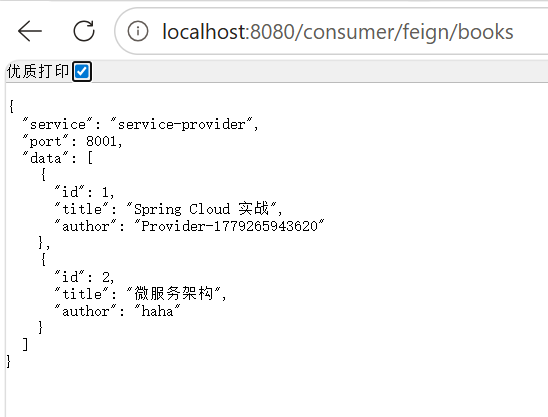 localhost:8080/consumer/feign/books
优质打印
{
  "service": "service-provider",
  "port": 8001,
  "data": [
    {
      "id": 1,
      "title": "Spring Cloud 实战",
      "author": "Provider-1779265943620"
    },
    {
      "id": 2,
      "title": "微服务架构",
      "author": "haha"
    }
  ]
}